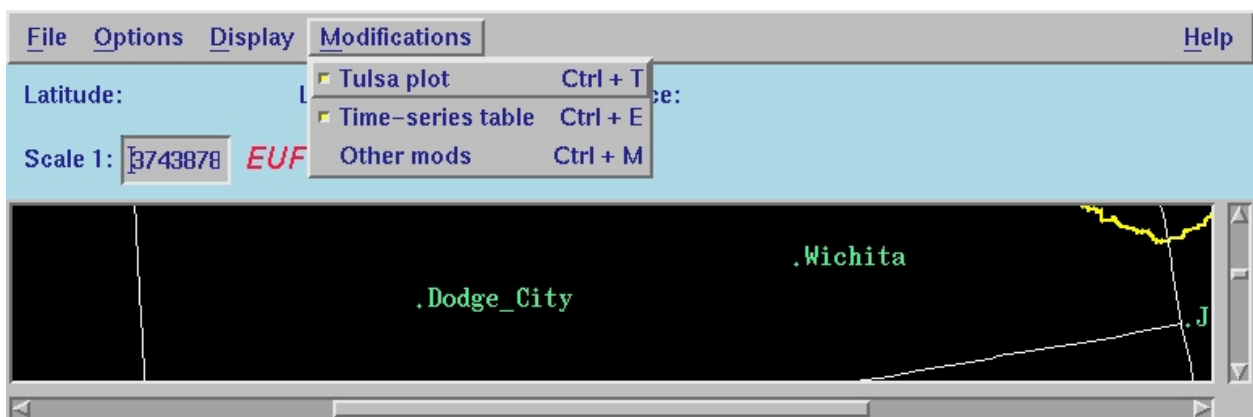 File Options Display Modifications Help
Tulsa plot Ctrl + T
Latitude:
Time-series table Ctrl + E
Scale 1: 3743878 EUF
Other mods Ctrl + M
.Wichita
.Dodge_City
.J